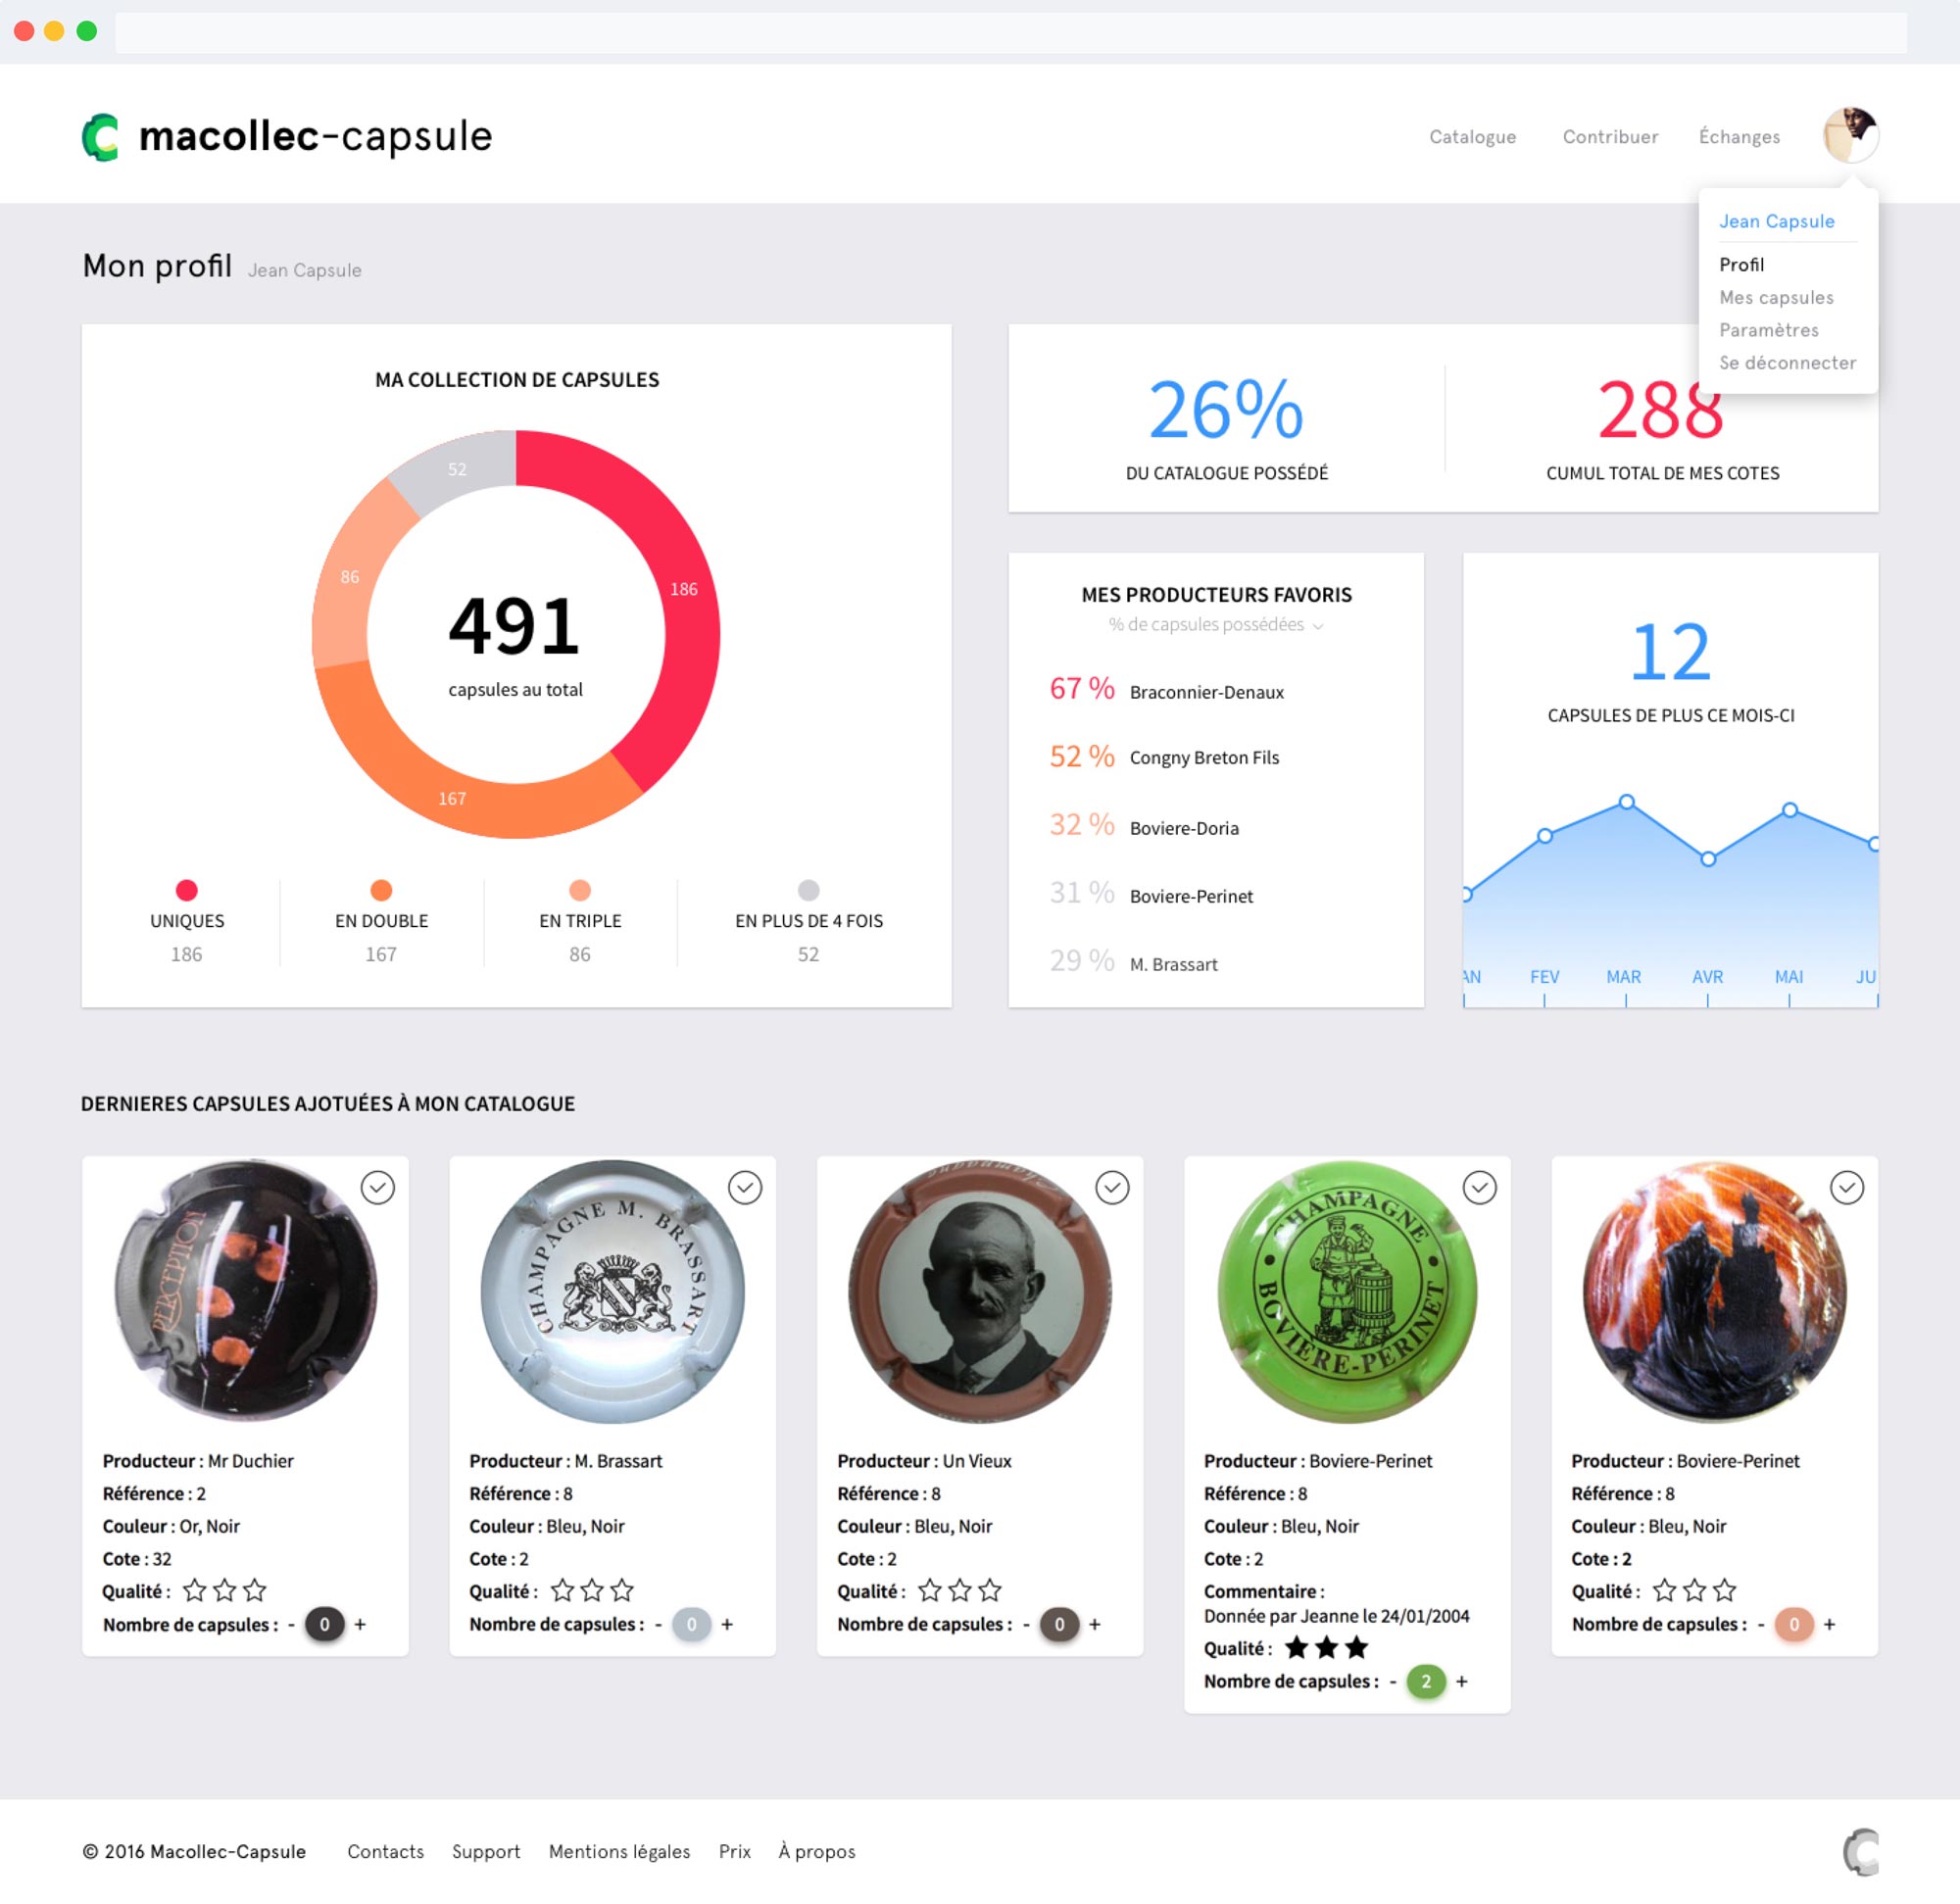 macollec-capsule
Catalogue
Contribuer
Échanges
Jean Capsule
Profil
Mes capsules
Paramètres
Se déconnecter
Mon profil
Jean Capsule
MA COLLECTION DE CAPSULES
52
86
186
167
491
capsules au total
UNIQUES
186
EN DOUBLE
167
EN TRIPLE
86
EN PLUS DE 4 FOIS
52
26%
DU CATALOGUE POSSÉDÉ
288
CUMUL TOTAL DE MES COTES
MES PRODUCTEURS FAVORIS
% de capsules possédées
67 % Braconnier-Denaux
52 % Congny Breton Fils
32 % Boviere-Doria
31 % Boviere-Perinet
29 % M. Brassart
12
CAPSULES DE PLUS CE MOIS-CI
AN FEV MAR AVR MAI JU
DERNIERES CAPSULES AJOTUÉES À MON CATALOGUE
PERCEPTION
Producteur : Mr Duchier
Référence : 2
Couleur : Or, Noir
Cote : 32
Qualité :
Nombre de capsules : - 0 +
CHAMPAGNE M. BRASSART
Producteur : M. Brassart
Référence : 8
Couleur : Bleu, Noir
Cote : 2
Qualité :
Nombre de capsules : - 0 +
Producteur : Un Vieux
Référence : 8
Couleur : Bleu, Noir
Cote : 2
Qualité :
Nombre de capsules : - 0 +
CHAMPAGNE
BOVIERE-PERINET
Producteur : Boviere-Perinet
Référence : 8
Couleur : Bleu, Noir
Cote : 2
Commentaire :
Donnée par Jeanne le 24/01/2004
Qualité :
Nombre de capsules : - 2 +
Producteur : Boviere-Perinet
Référence : 8
Couleur : Bleu, Noir
Cote : 2
Qualité :
Nombre de capsules : - 0 +
© 2016 Macollec-Capsule
Contacts
Support
Mentions légales
Prix
À propos